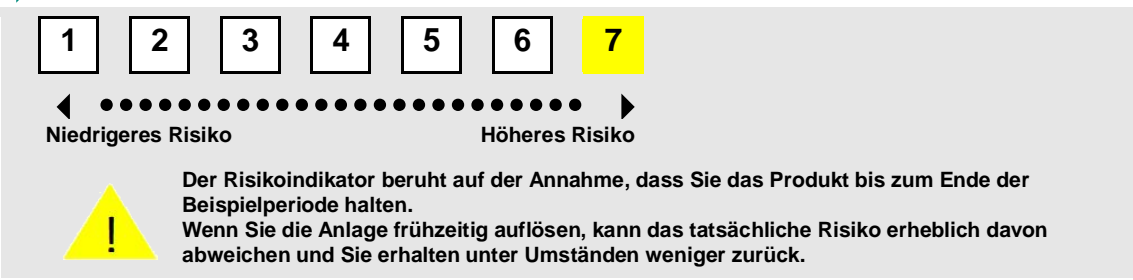 1 2 3 4 5 6 7
Niedrigeres Risiko Höheres Risiko
! Der Risikoindikator beruht auf der Annahme, dass Sie das Produkt bis zum Ende der
Beispielperiode halten.
Wenn Sie die Anlage frühzeitig auflösen, kann das tatsächliche Risiko erheblich davon
abweichen und Sie erhalten unter Umständen weniger zurück.